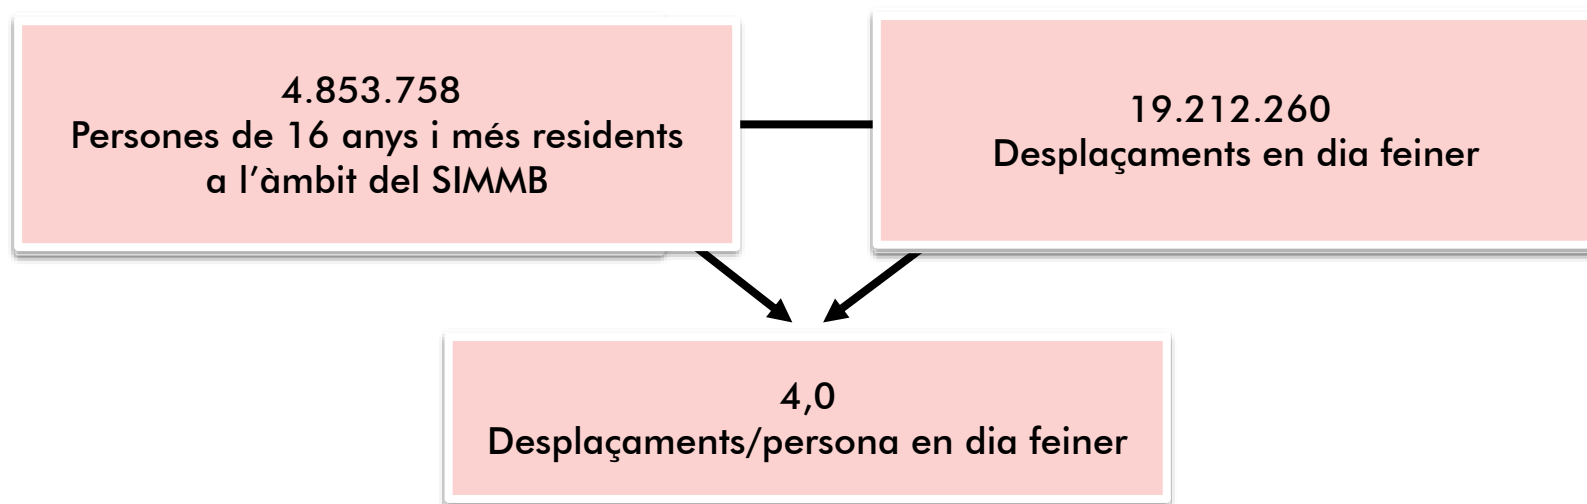 4.853.758
Persones de 16 anys i més residents
a l’àmbit del SIMMB
19.212.260
Desplaçaments en dia feiner
4,0
Desplaçaments/persona en dia feiner